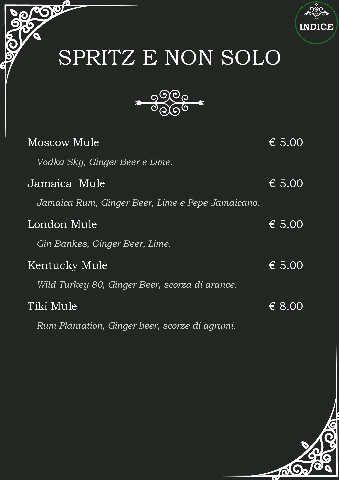 INDICE
SPRITZ E NON SOLO
Moscow Mule € 5.00
Vodka Sky, Ginger Beer e Lime.
Jamaica Mule € 5.00
Jamaica Rum, Ginger Beer, Lime e Pepe Jamaicano.
London Mule € 5.00
Gin Bankes, Ginger Beer, Lime.
Kentucky Mule € 5.00
Wild Turkey 80, Ginger Beer, scorza di arance.
Tiki Mule € 8.00
Rum Plantation, Ginger beer, scorze di agrumi.